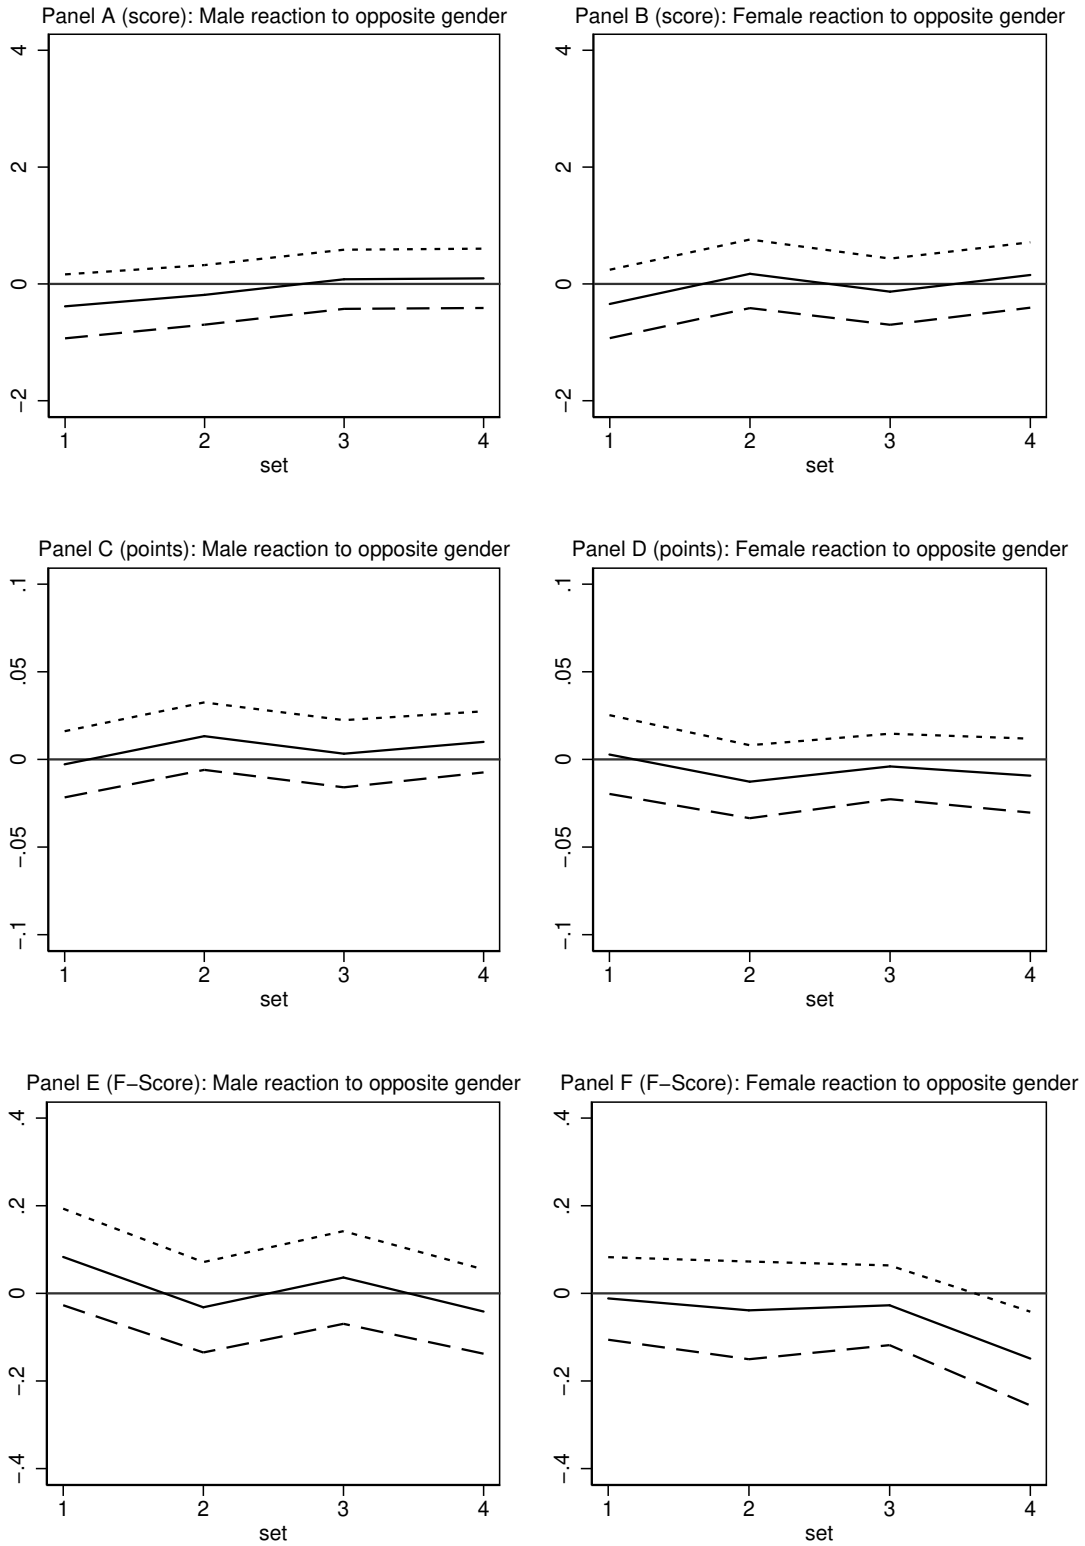 Panel A (score): Male reaction to opposite gender
4
2
0
−2
1 2 3 4
set
Panel B (score): Female reaction to opposite gender
4
2
0
−2
1 2 3 4
set
Panel C (points): Male reaction to opposite gender
.1
.05
0
−.05
−.1
1 2 3 4
set
Panel D (points): Female reaction to opposite gender
.1
.05
0
−.05
−.1
1 2 3 4
set
Panel E (F−Score): Male reaction to opposite gender
.4
.2
0
−.2
−.4
1 2 3 4
set
Panel F (F−Score): Female reaction to opposite gender
.4
.2
0
−.2
−.4
1 2 3 4
set